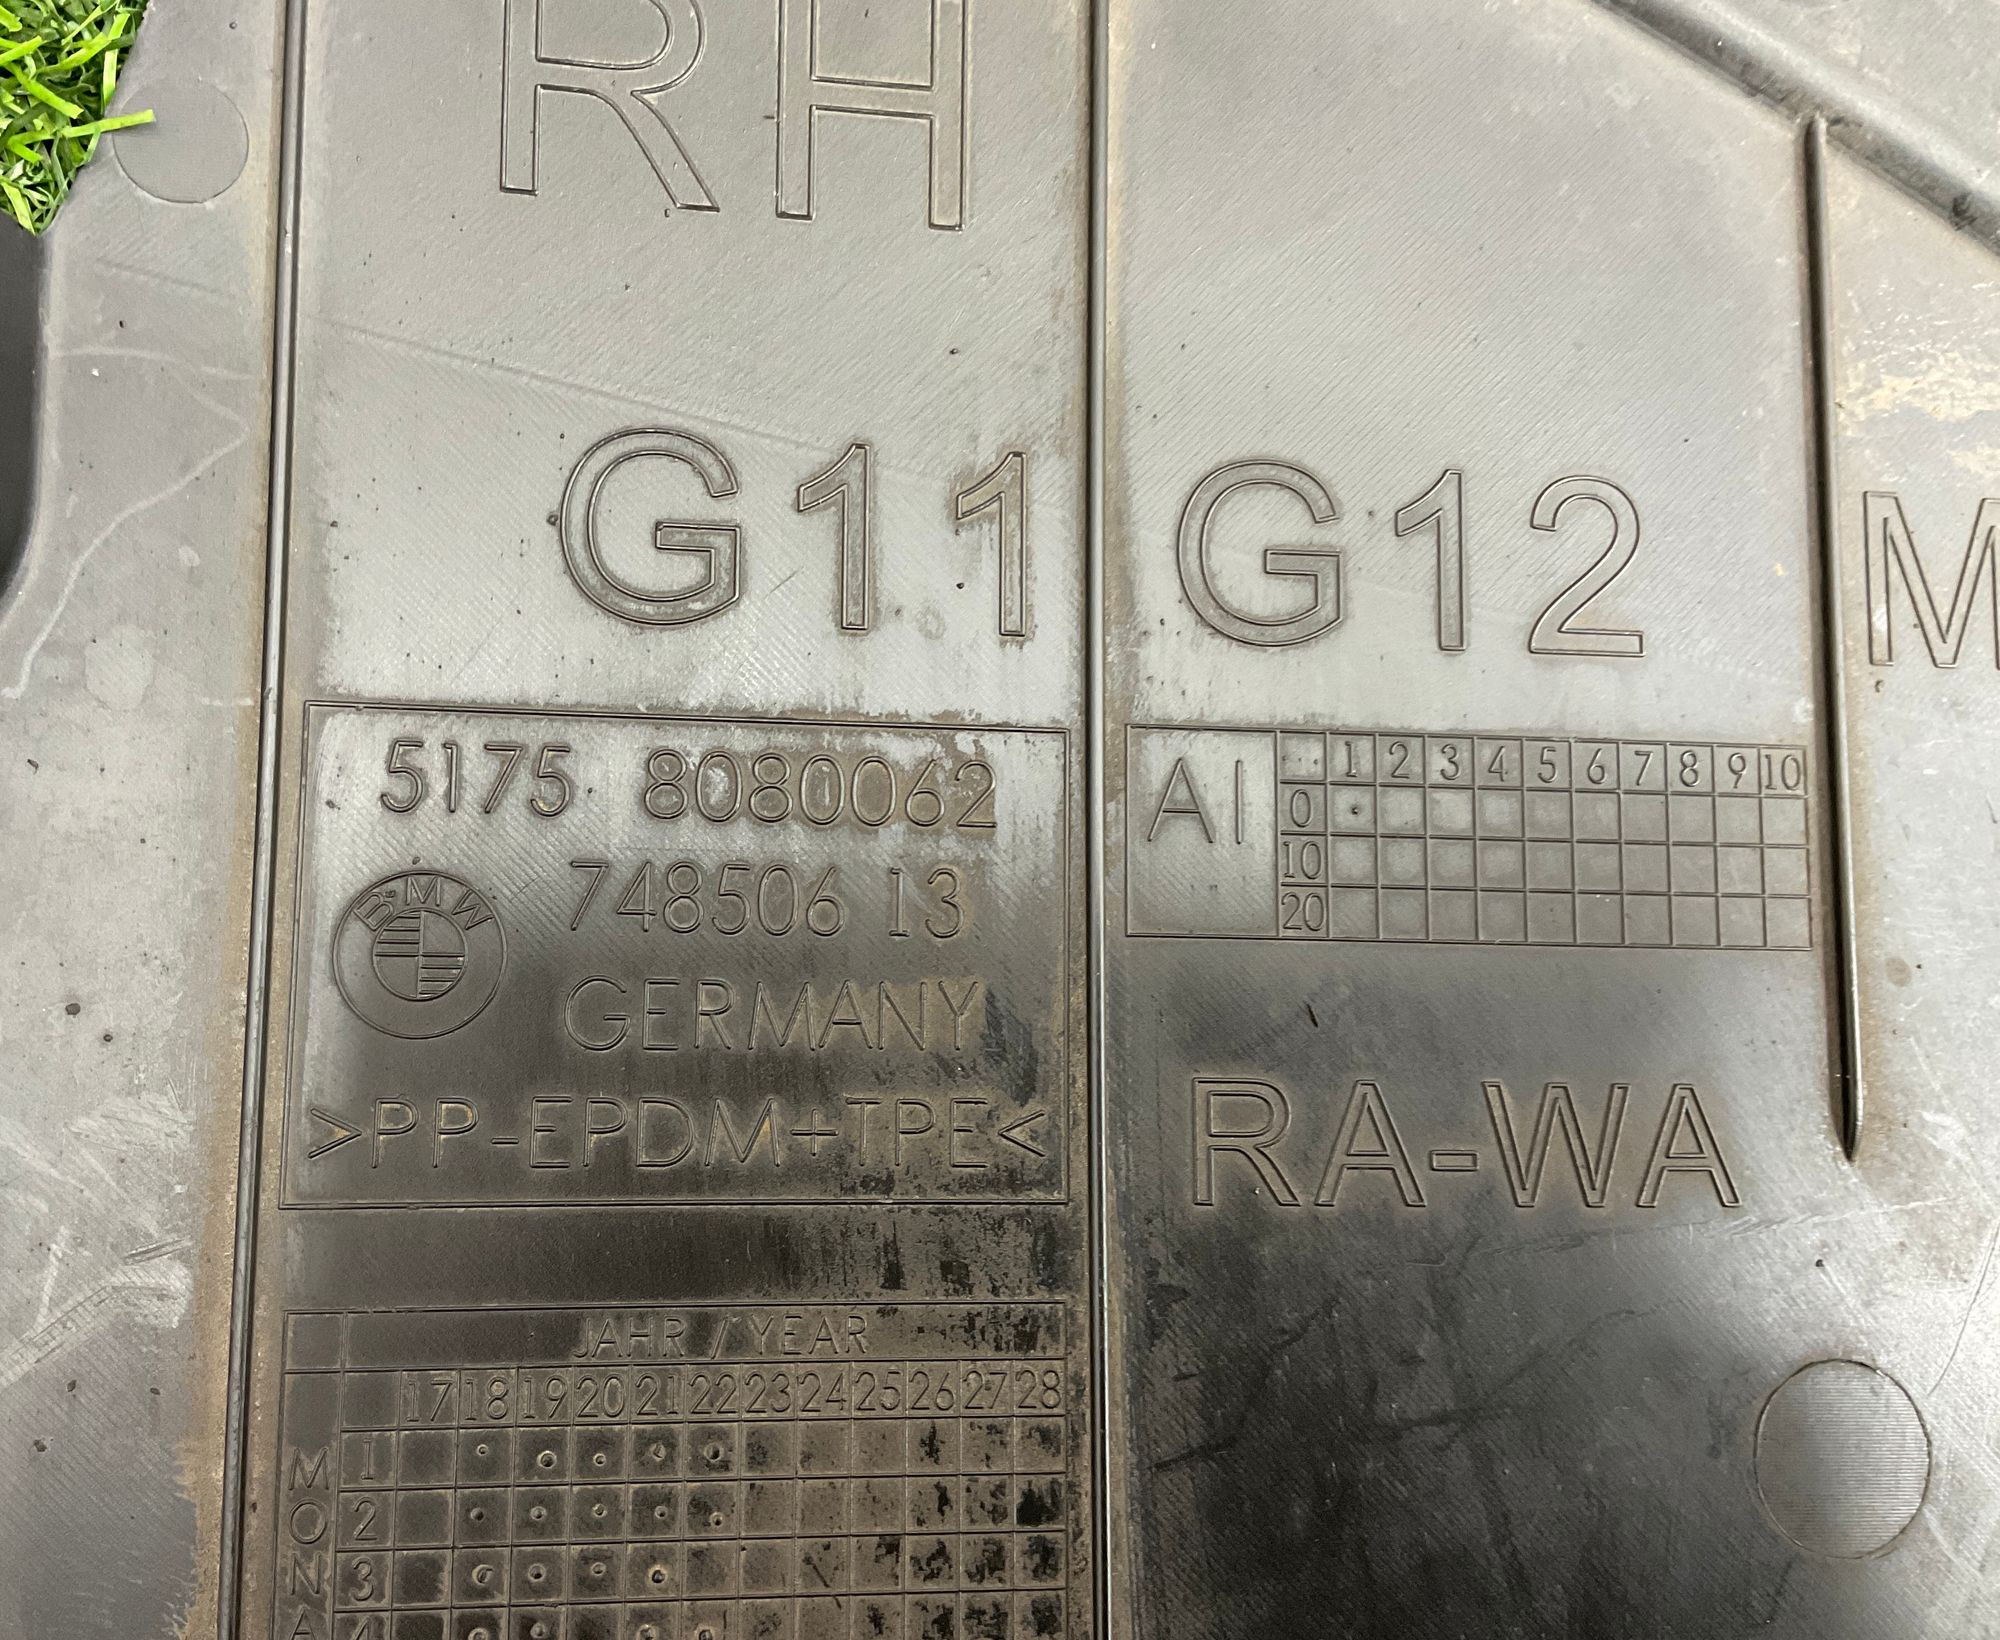 RH
G11 G12 M
5175 8080062
BMW
748506 13
GERMANY
>PP-EPDM+TPE<
AI
1 2 3 4 5 6 7 8 9 10
0
10
20
RA-WA
JAHR / YEAR
17 18 19 20 21 22 23 24 25 26 27 28
MONA
1
2
3
4